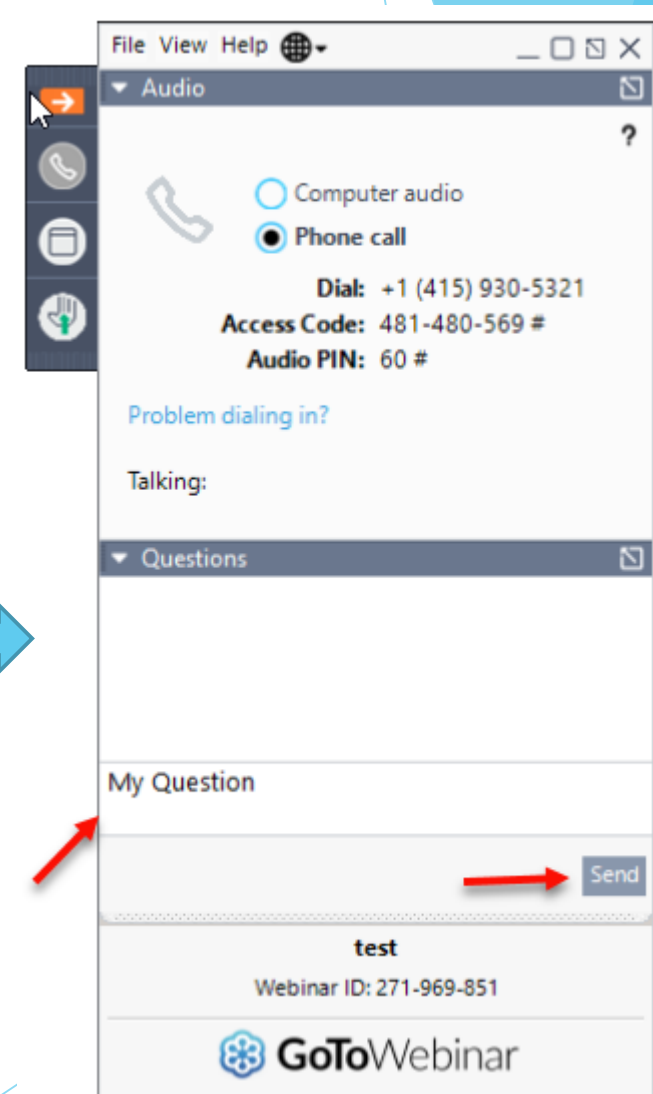 File View Help
Audio
?
Computer audio
Phone call
Dial: +1 (415) 930-5321
Access Code: 481-480-569 #
Audio PIN: 60 #
Problem dialing in?
Talking:
Questions
My Question
Send
test
Webinar ID: 271-969-851
GoToWebinar